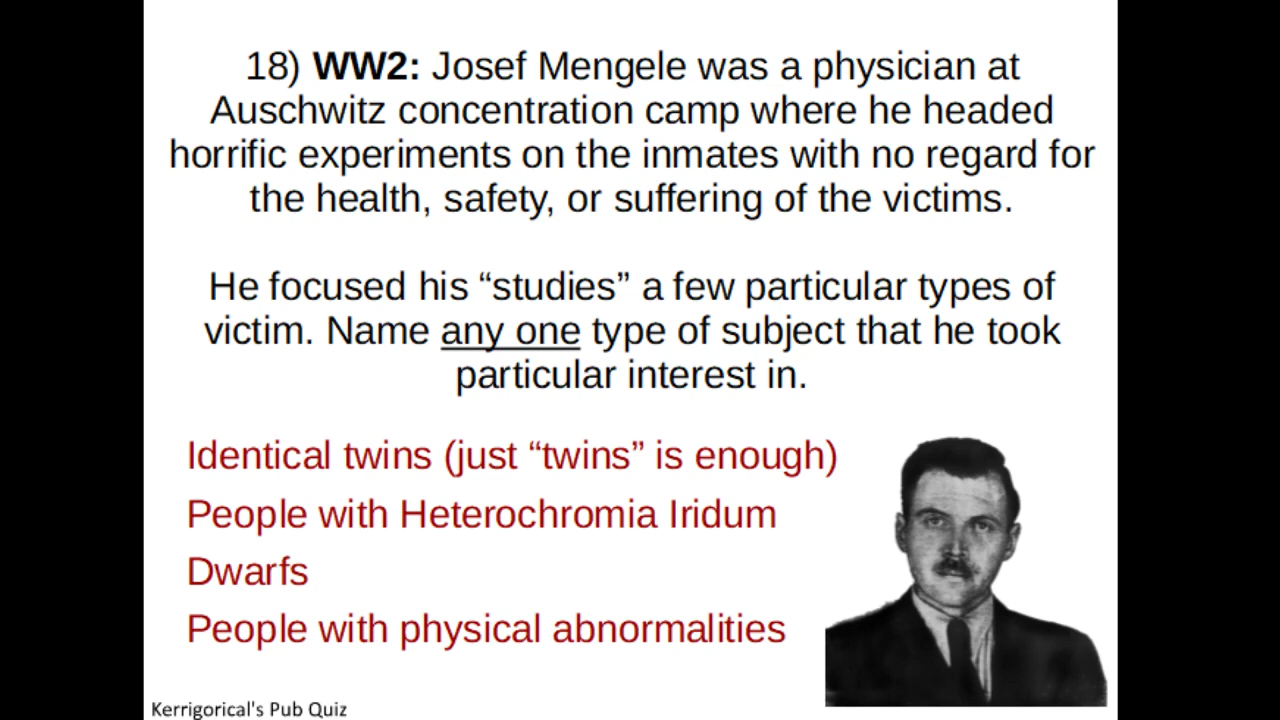 18) WW2: Josef Mengele was a physician at
Auschwitz concentration camp where he headed
horrific experiments on the inmates with no regard for
the health, safety, or suffering of the victims.
He focused his “studies” a few particular types of
victim. Name any one type of subject that he took
particular interest in.
Identical twins (just “twins” is enough)
People with Heterochromia Iridum
Dwarfs
People with physical abnormalities
Kerrigorical's Pub Quiz